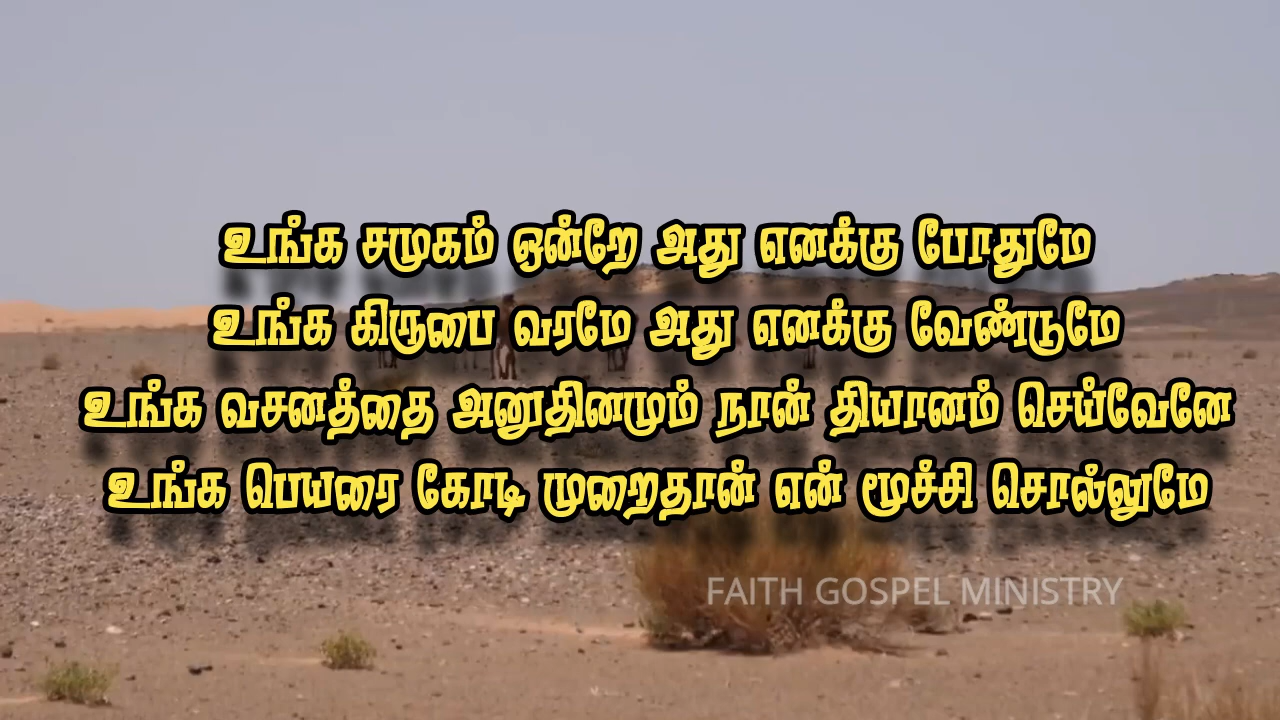 உங்க சமுகம் ஒன்றே அது எனக்கு போதுமே
உங்க கிருபை வரமே அது எனக்கு வேண்டுமே
உங்க வசனத்தை அனுதினமும் நான் தியானம் செய்வேனே
உங்க பெயரை கோடி முறைதான் என் மூச்சி சொல்லுமே
FAITH GOSPEL MINISTRY